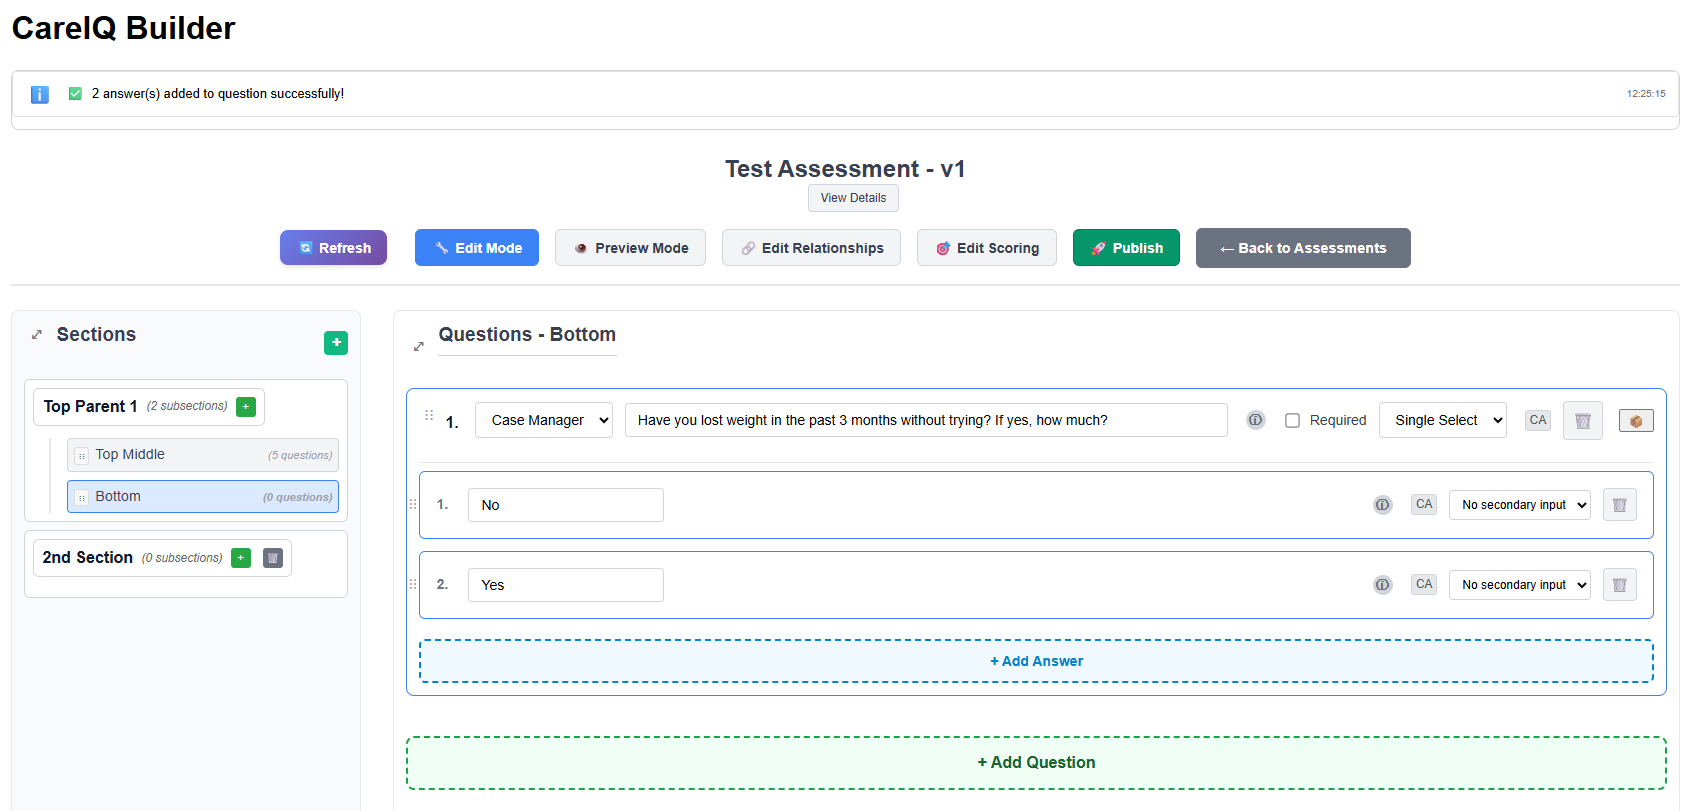 CareIQ Builder
2 answer(s) added to question successfully!
12:25:15
Test Assessment - v1
View Details
Refresh
Edit Mode
Preview Mode
Edit Relationships
Edit Scoring
Publish
← Back to Assessments
Sections
+
Top Parent 1 (2 subsections) +
Top Middle (5 questions)
Bottom (0 questions)
2nd Section (0 subsections) +
Questions - Bottom
1. Case Manager Have you lost weight in the past 3 months without trying? If yes, how much? Required Single Select CA
1. No CA No secondary input
2. Yes CA No secondary input
+ Add Answer
+ Add Question